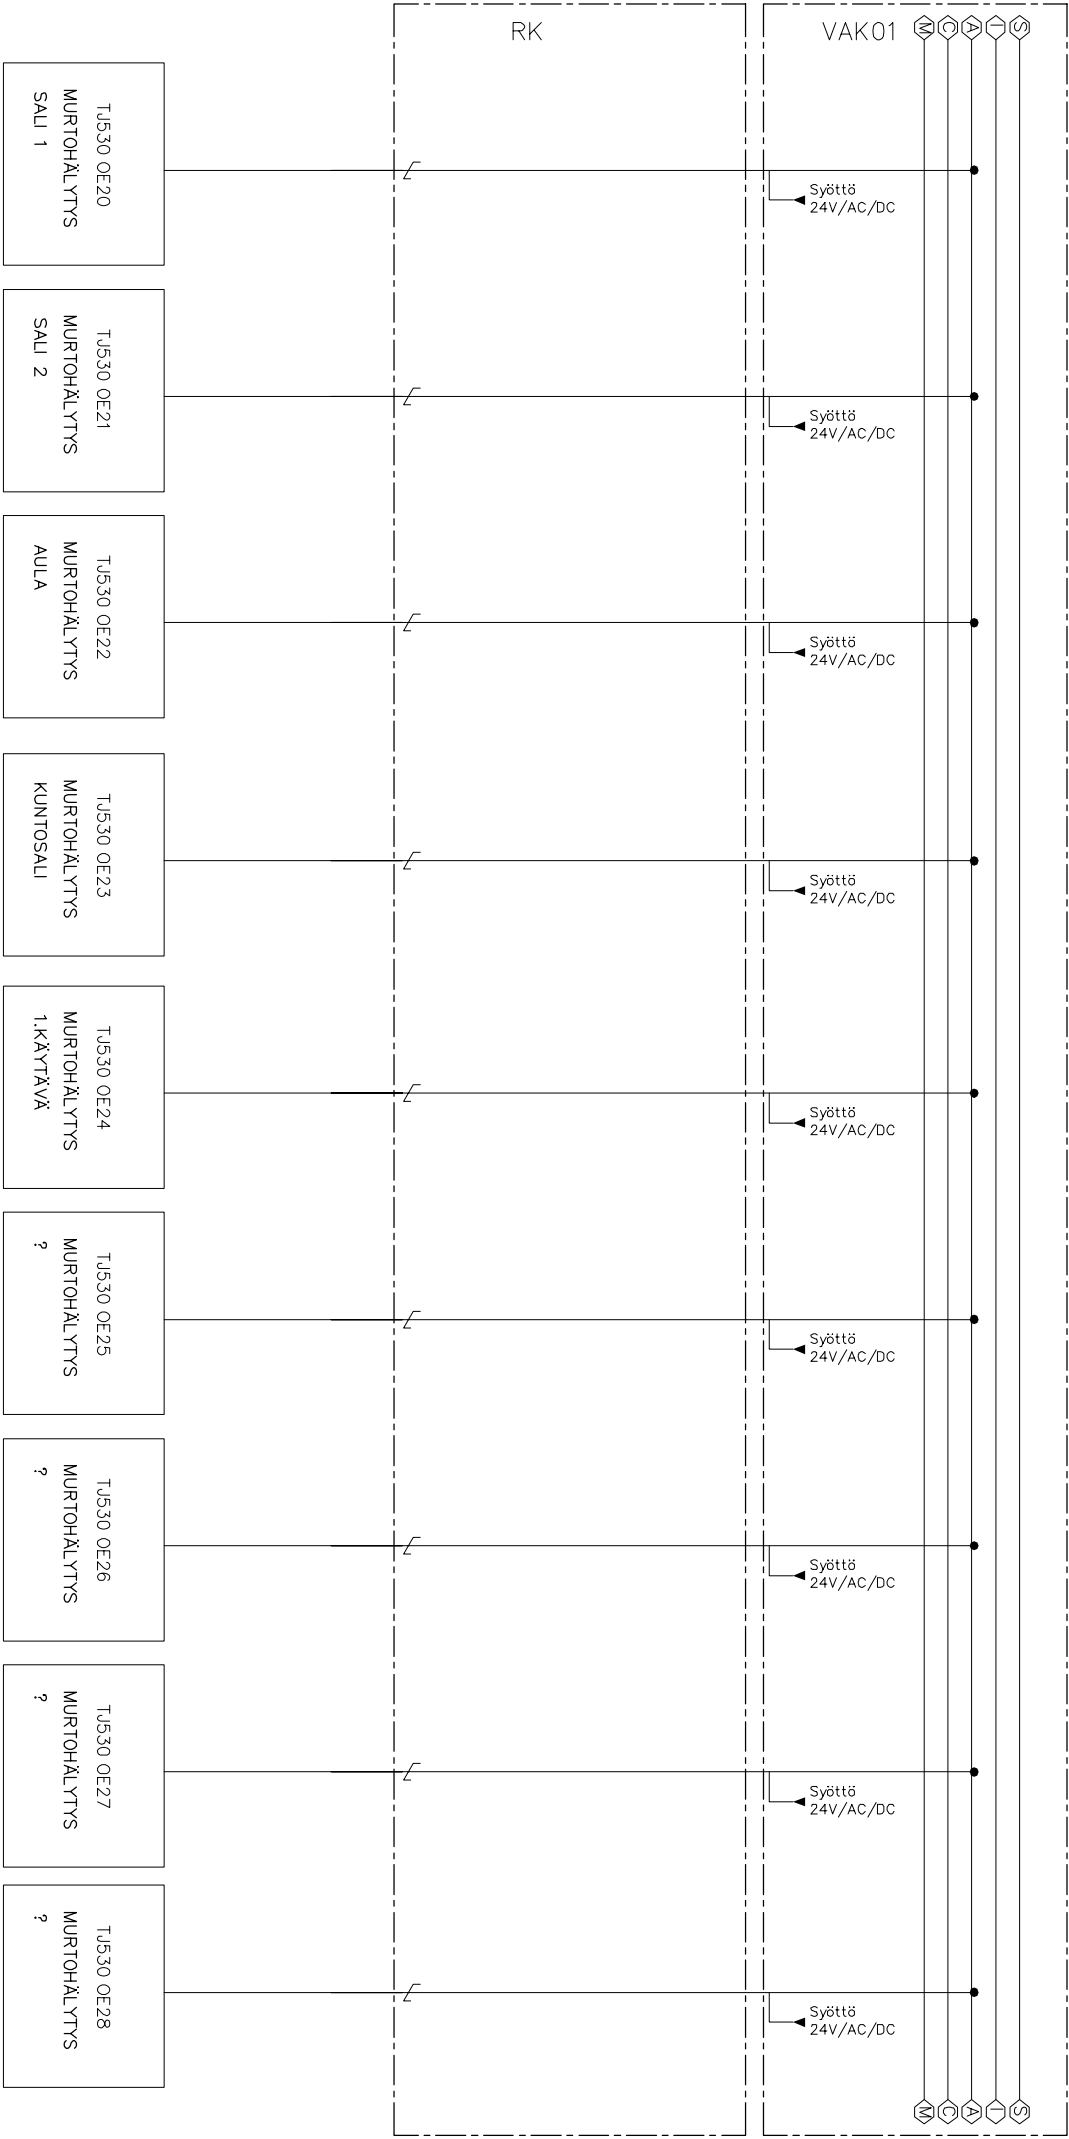 RK
VAK01
M
C
A
I
S
TJ530 OE20
MURTOHÄLYTYS
SALI 1
Syöttö
24V/AC/DC
TJ530 OE21
MURTOHÄLYTYS
SALI 2
Syöttö
24V/AC/DC
TJ530 OE22
MURTOHÄLYTYS
AULA
Syöttö
24V/AC/DC
TJ530 OE23
MURTOHÄLYTYS
KUNTOSALI
Syöttö
24V/AC/DC
TJ530 OE24
MURTOHÄLYTYS
1.KÄYTÄVÄ
Syöttö
24V/AC/DC
TJ530 OE25
MURTOHÄLYTYS
?
Syöttö
24V/AC/DC
TJ530 OE26
MURTOHÄLYTYS
?
Syöttö
24V/AC/DC
TJ530 OE27
MURTOHÄLYTYS
?
Syöttö
24V/AC/DC
TJ530 OE28
MURTOHÄLYTYS
?
Syöttö
24V/AC/DC
M
C
A
I
S